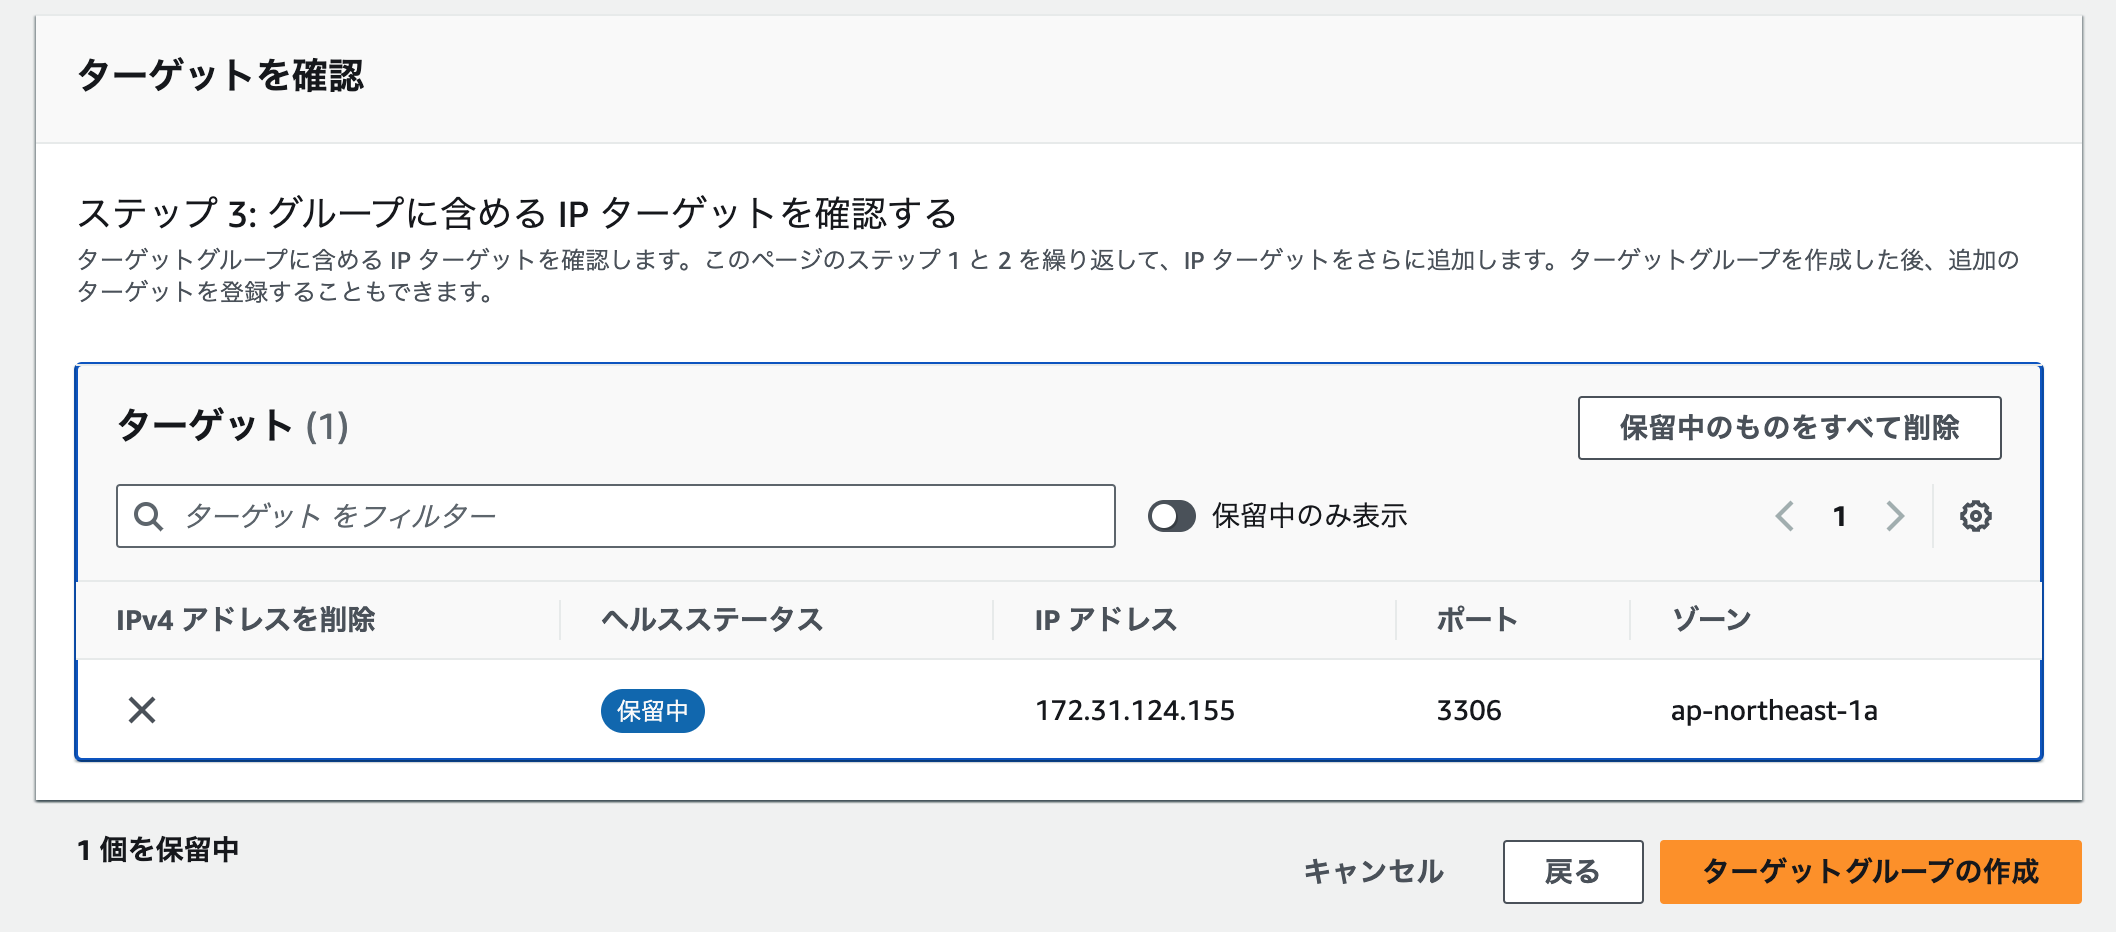 ターゲットを確認
ステップ 3: グループに含める IP ターゲットを確認する
ターゲットグループに含める IP ターゲットを確認します。このページのステップ 1 と 2 を繰り返して、IP ターゲットをさらに追加します。ターゲットグループを作成した後、追加の
ターゲットを登録することもできます。
ターゲット (1)
保留中のものをすべて削除
ターゲット をフィルター
保留中のみ表示
1
IPv4 アドレスを削除 ヘルスステータス IP アドレス ポート ゾーン
保留中 172.31.124.155 3306 ap-northeast-1a
1 個を保留中
キャンセル 戻る ターゲットグループの作成